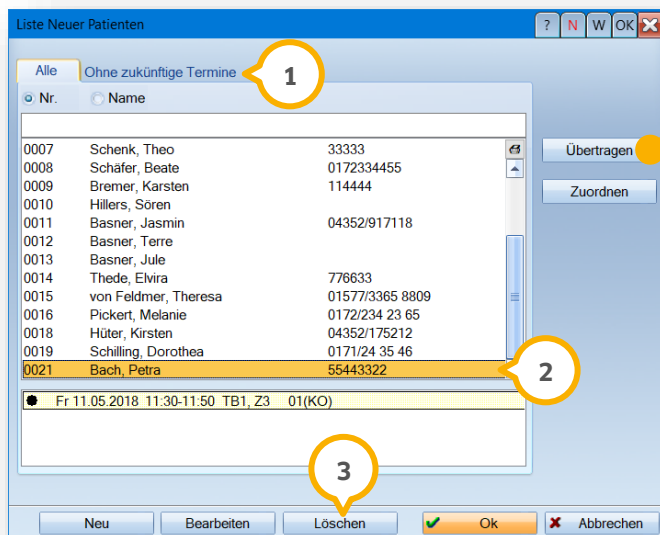 Liste Neuer Patienten ? N W OK
Alle Ohne zukünftige Termine 1
Nr. Name
0007 Schenk, Theo 33333
0008 Schäfer, Beate 0172334455
0009 Bremer, Karsten 114444
0010 Hillers, Sören
0011 Basner, Jasmin 04352/917118
0012 Basner, Terre
0013 Basner, Jule
0014 Thede, Elvira 776633
0015 von Feldmer, Theresa 01577/3365 8809
0016 Pickert, Melanie 0172/234 23 65
0018 Hüter, Kirsten 04352/175212
0019 Schilling, Dorothea 0171/24 35 46
0021 Bach, Petra 55443322
2
Übertragen
Zuordnen
Fr 11.05.2018 11:30-11:50 TB1, Z3 01(KO)
3
Neu Bearbeiten Löschen Ok Abbrechen